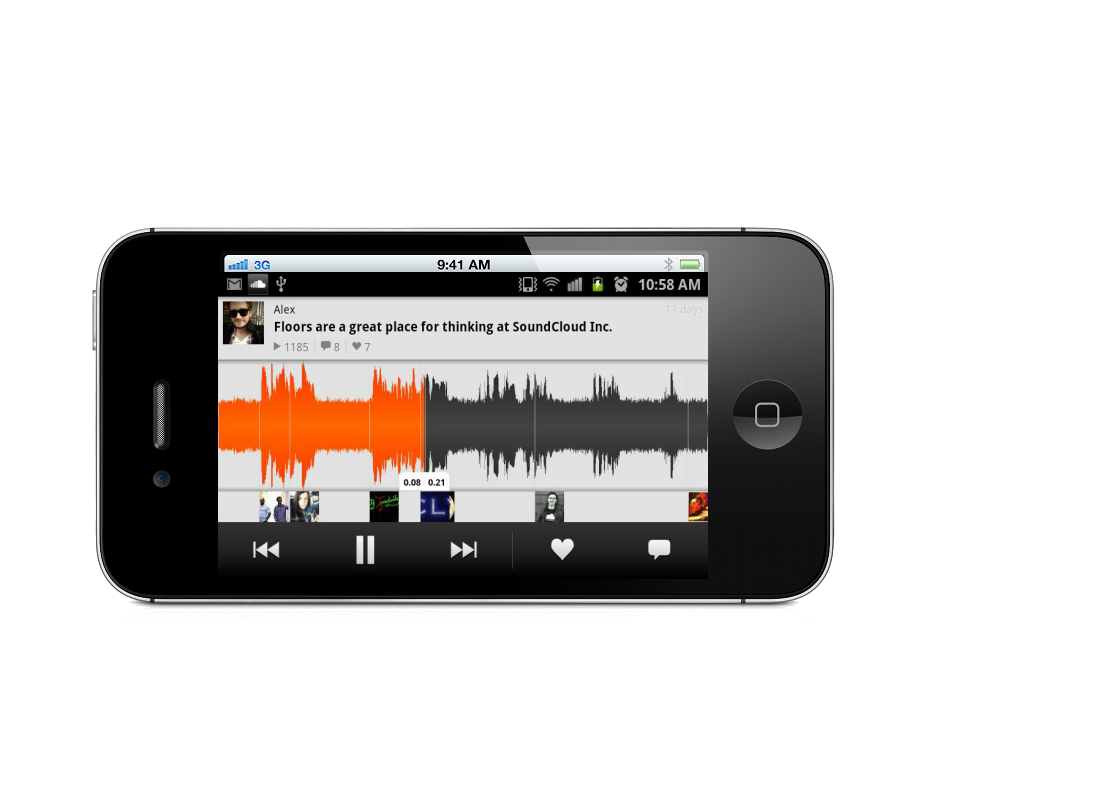 3G 9:41 AM
10:58 AM
Alex 17 days
Floors are a great place for thinking at SoundCloud Inc.
1185 8 7
0.08 0.21
CL